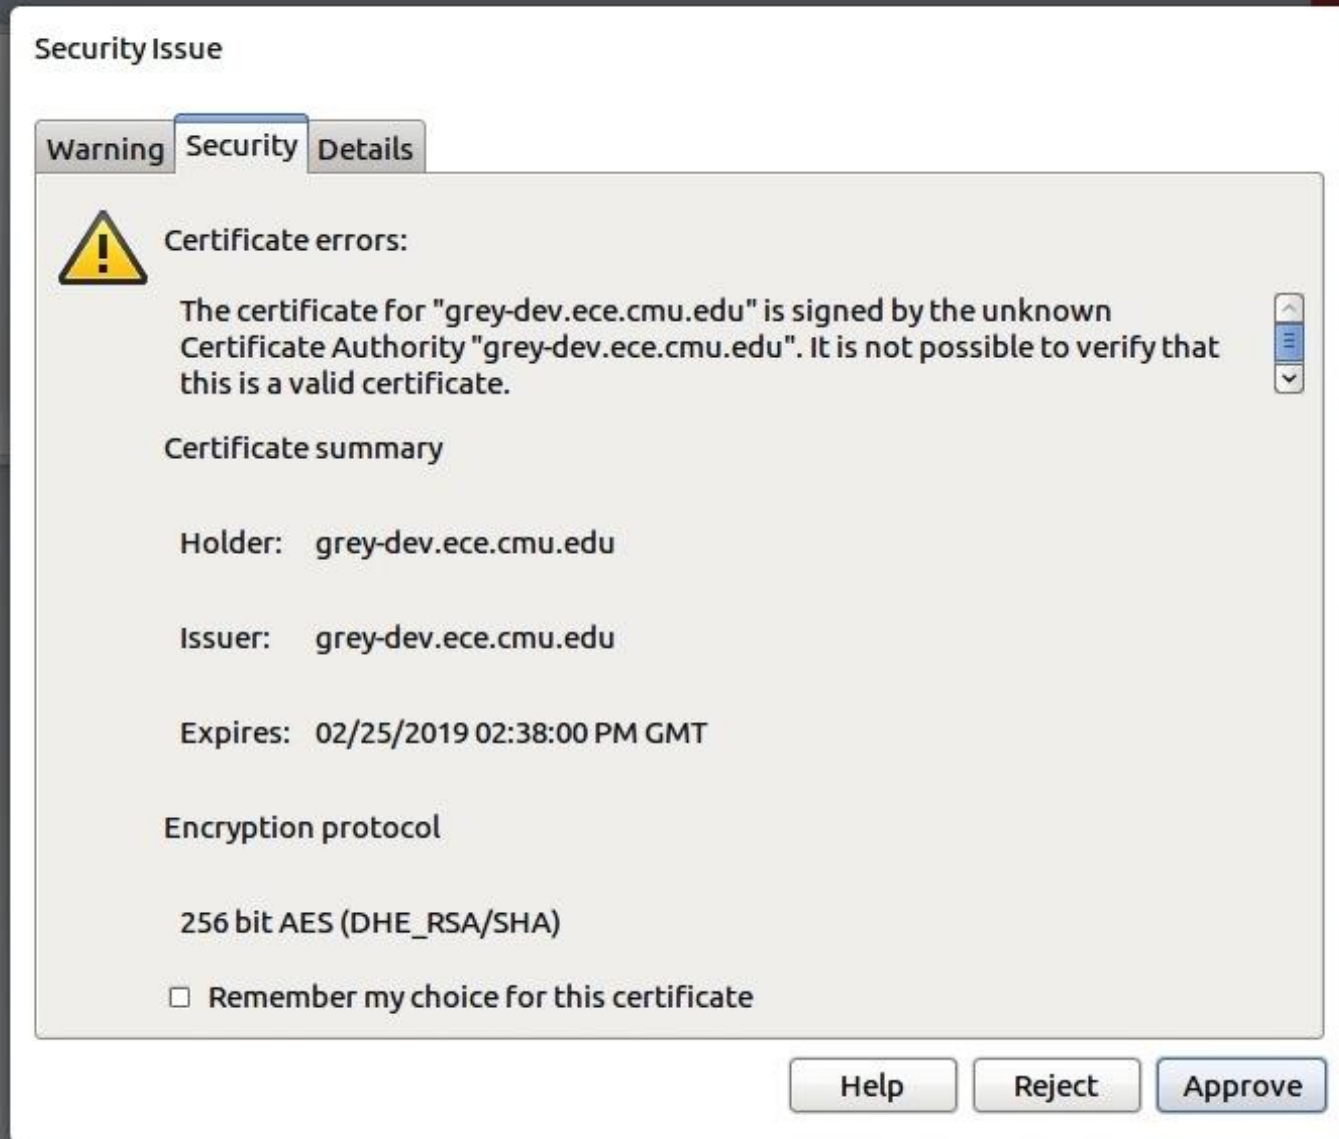 Security Issue
Warning Security Details
Certificate errors:
The certificate for "grey-dev.ece.cmu.edu" is signed by the unknown
Certificate Authority "grey-dev.ece.cmu.edu". It is not possible to verify that
this is a valid certificate.
Certificate summary
Holder: grey-dev.ece.cmu.edu
Issuer: grey-dev.ece.cmu.edu
Expires: 02/25/2019 02:38:00 PM GMT
Encryption protocol
256 bit AES (DHE_RSA/SHA)
Remember my choice for this certificate
Help Reject Approve